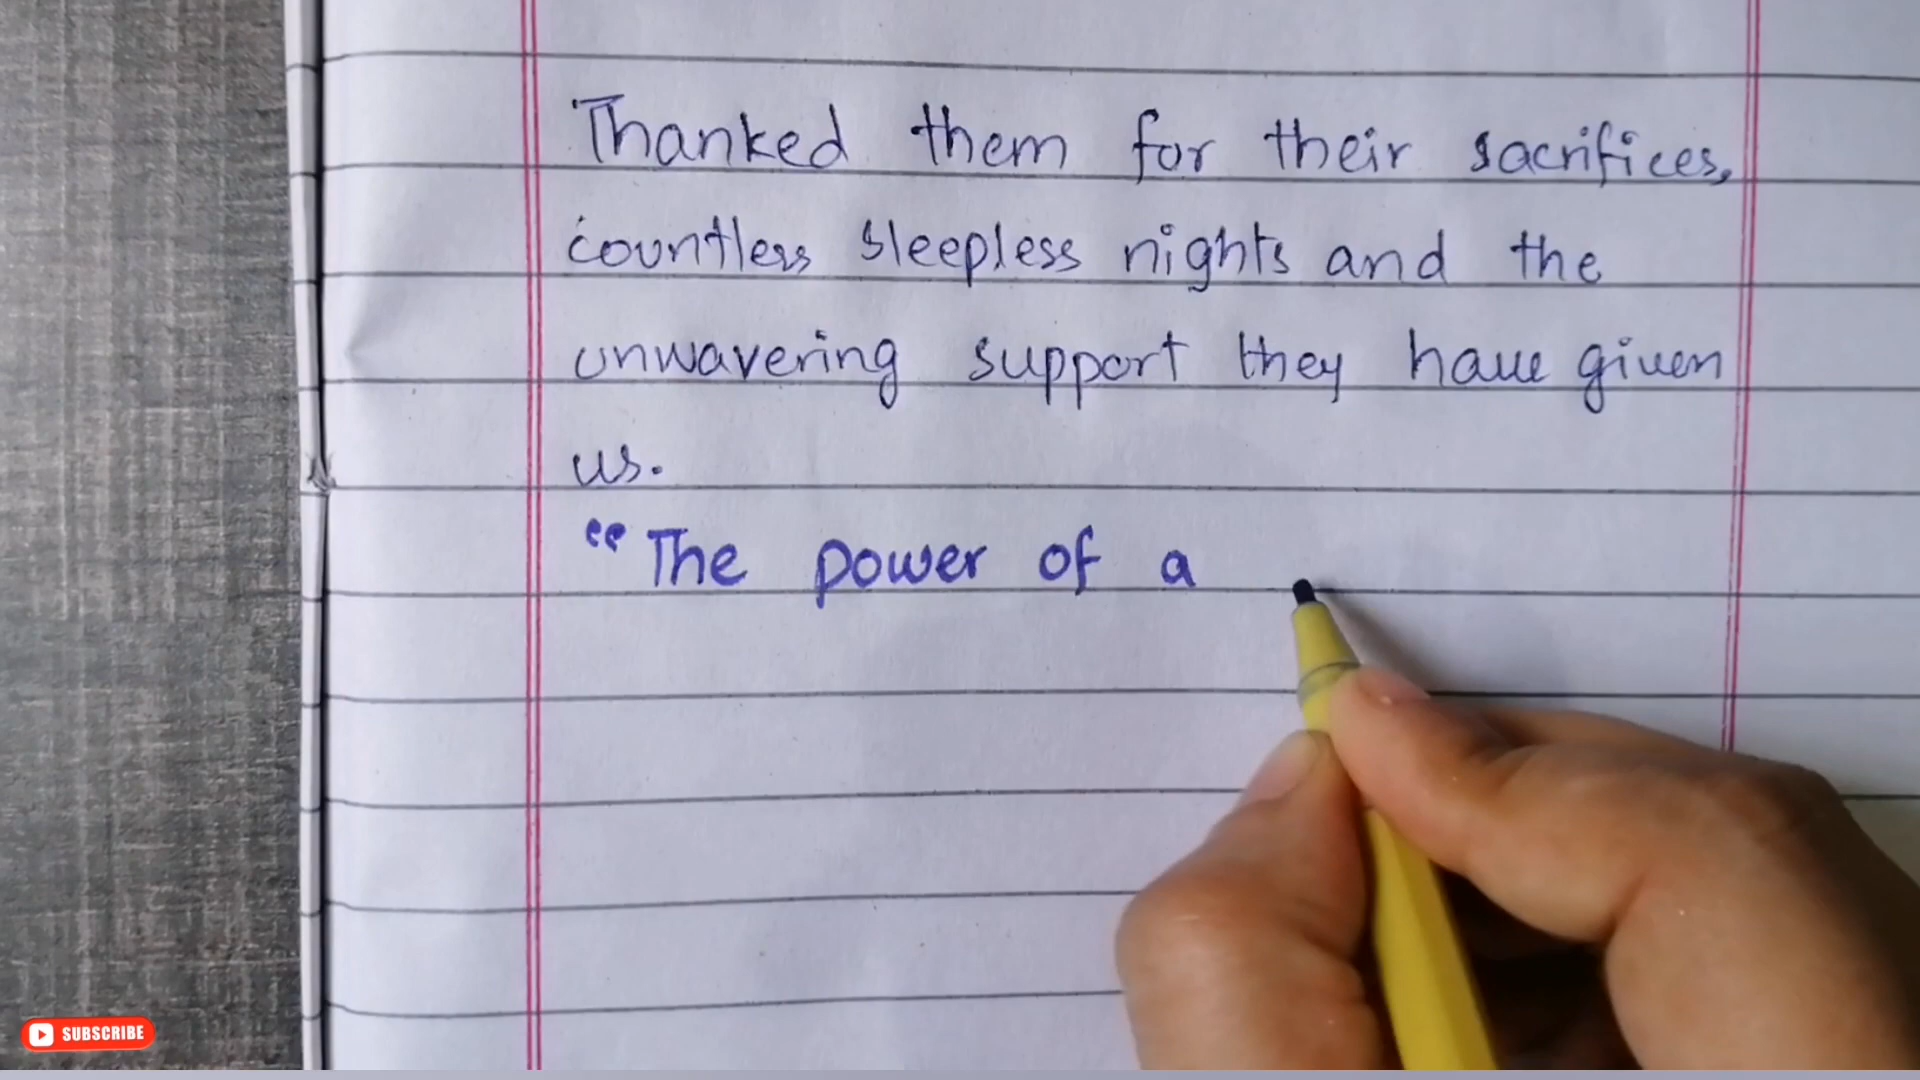 Thanked them for their sacrifices,
countless sleepless nights and the
unwavering support they have given
us.
“The power of a
SUBSCRIBE